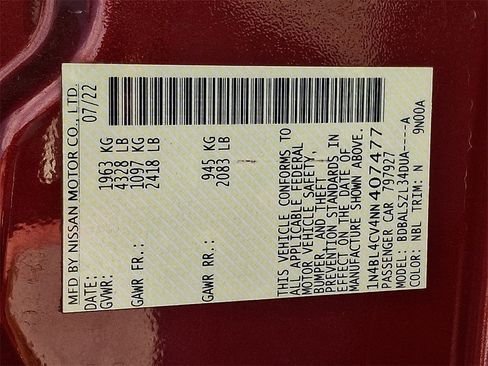 MFD BY NISSAN MOTOR CO., LTD.
DATE: 07/22
GVWR: 1963 KG
4328 LB
GAWR FR.: 1097 KG
2418 LB
GAWR RR.: 945 KG
2083 LB
THIS VEHICLE CONFORMS TO
ALL APPLICABLE FEDERAL
MOTOR VEHICLE SAFETY,
BUMPER, AND THEFT
PREVENTION STANDARDS IN
EFFECT ON THE DATE OF
MANUFACTURE SHOWN ABOVE.
1N4BL4CV4NN407477
PASSENGER CAR 797927
MODEL: BDBALSZL34DUA----A
COLOR: NBL TRIM: N 9N00A